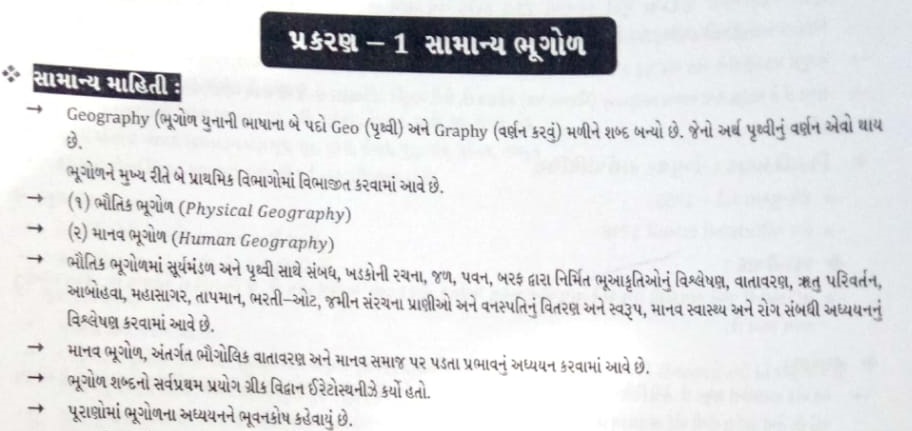 પ્રકરણ – 1 સામાન્ય ભૂગોળ
❖ સામાન્ય માહિતી :
→ Geography (ભૂગોળ યુનાની ભાષાના બે પદો Geo (પૃથ્વી) અને Graphy (વર્ણન કરવું) મળીને શબ્દ બન્યો છે. જેનો અર્થ પૃથ્વીનું વર્ણન એવો થાય
છે.
ભૂગોળને મુખ્ય રીતે બે પ્રાથમિક વિભાગોમાં વિભાજીત કરવામાં આવે છે.
→ (૧) ભૌતિક ભૂગોળ (Physical Geography)
→ (૨) માનવ ભૂગોળ (Human Geography)
→ ભૌતિક ભૂગોળમાં સૂર્યમંડળ અને પૃથ્વી સાથે સંબધ, ખડકોની રચના, જળ, પવન, બરફ દ્વારા નિર્મિત ભૂઆકૃતિઓનું વિશ્લેષણ, વાતાવરણ, ઋતુ પરિવર્તન,
આબોહવા, મહાસાગર, તાપમાન, ભરતી–ઓટ, જમીન સંરચના પ્રાણીઓ અને વનસ્પતિનું વિતરણ અને સ્વરૂપ, માનવ સ્વાસ્થ્ય અને રોગ સંબંધી અધ્યયનનું
વિશ્લેષણ કરવામાં આવે છે.
→ માનવ ભૂગોળ, અંતર્ગત ભૌગોલિક વાતાવરણ અને માનવ સમાજ પર પડતા પ્રભાવનું અધ્યયન કરવામાં આવે છે.
→ ભૂગોળ શબ્દનો સર્વપ્રથમ પ્રયોગ ગ્રીક વિદ્વાન ઈરેટોસ્થનીઝે કર્યો હતો.
→ પૂરાણોમાં ભૂગોળના અધ્યયનને ભૂવનકોષ કહેવાયું છે.